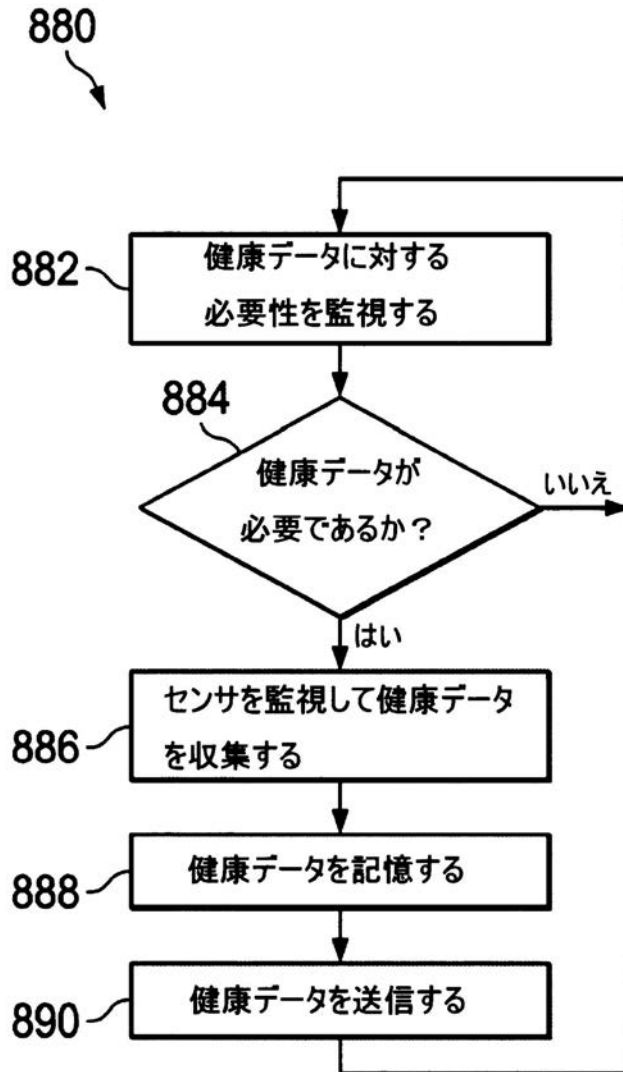 880
882
健康データに対する
必要性を監視する
884
健康データが
必要であるか？
いいえ
はい
886
センサを監視して健康データ
を収集する
888
健康データを記憶する
890
健康データを送信する